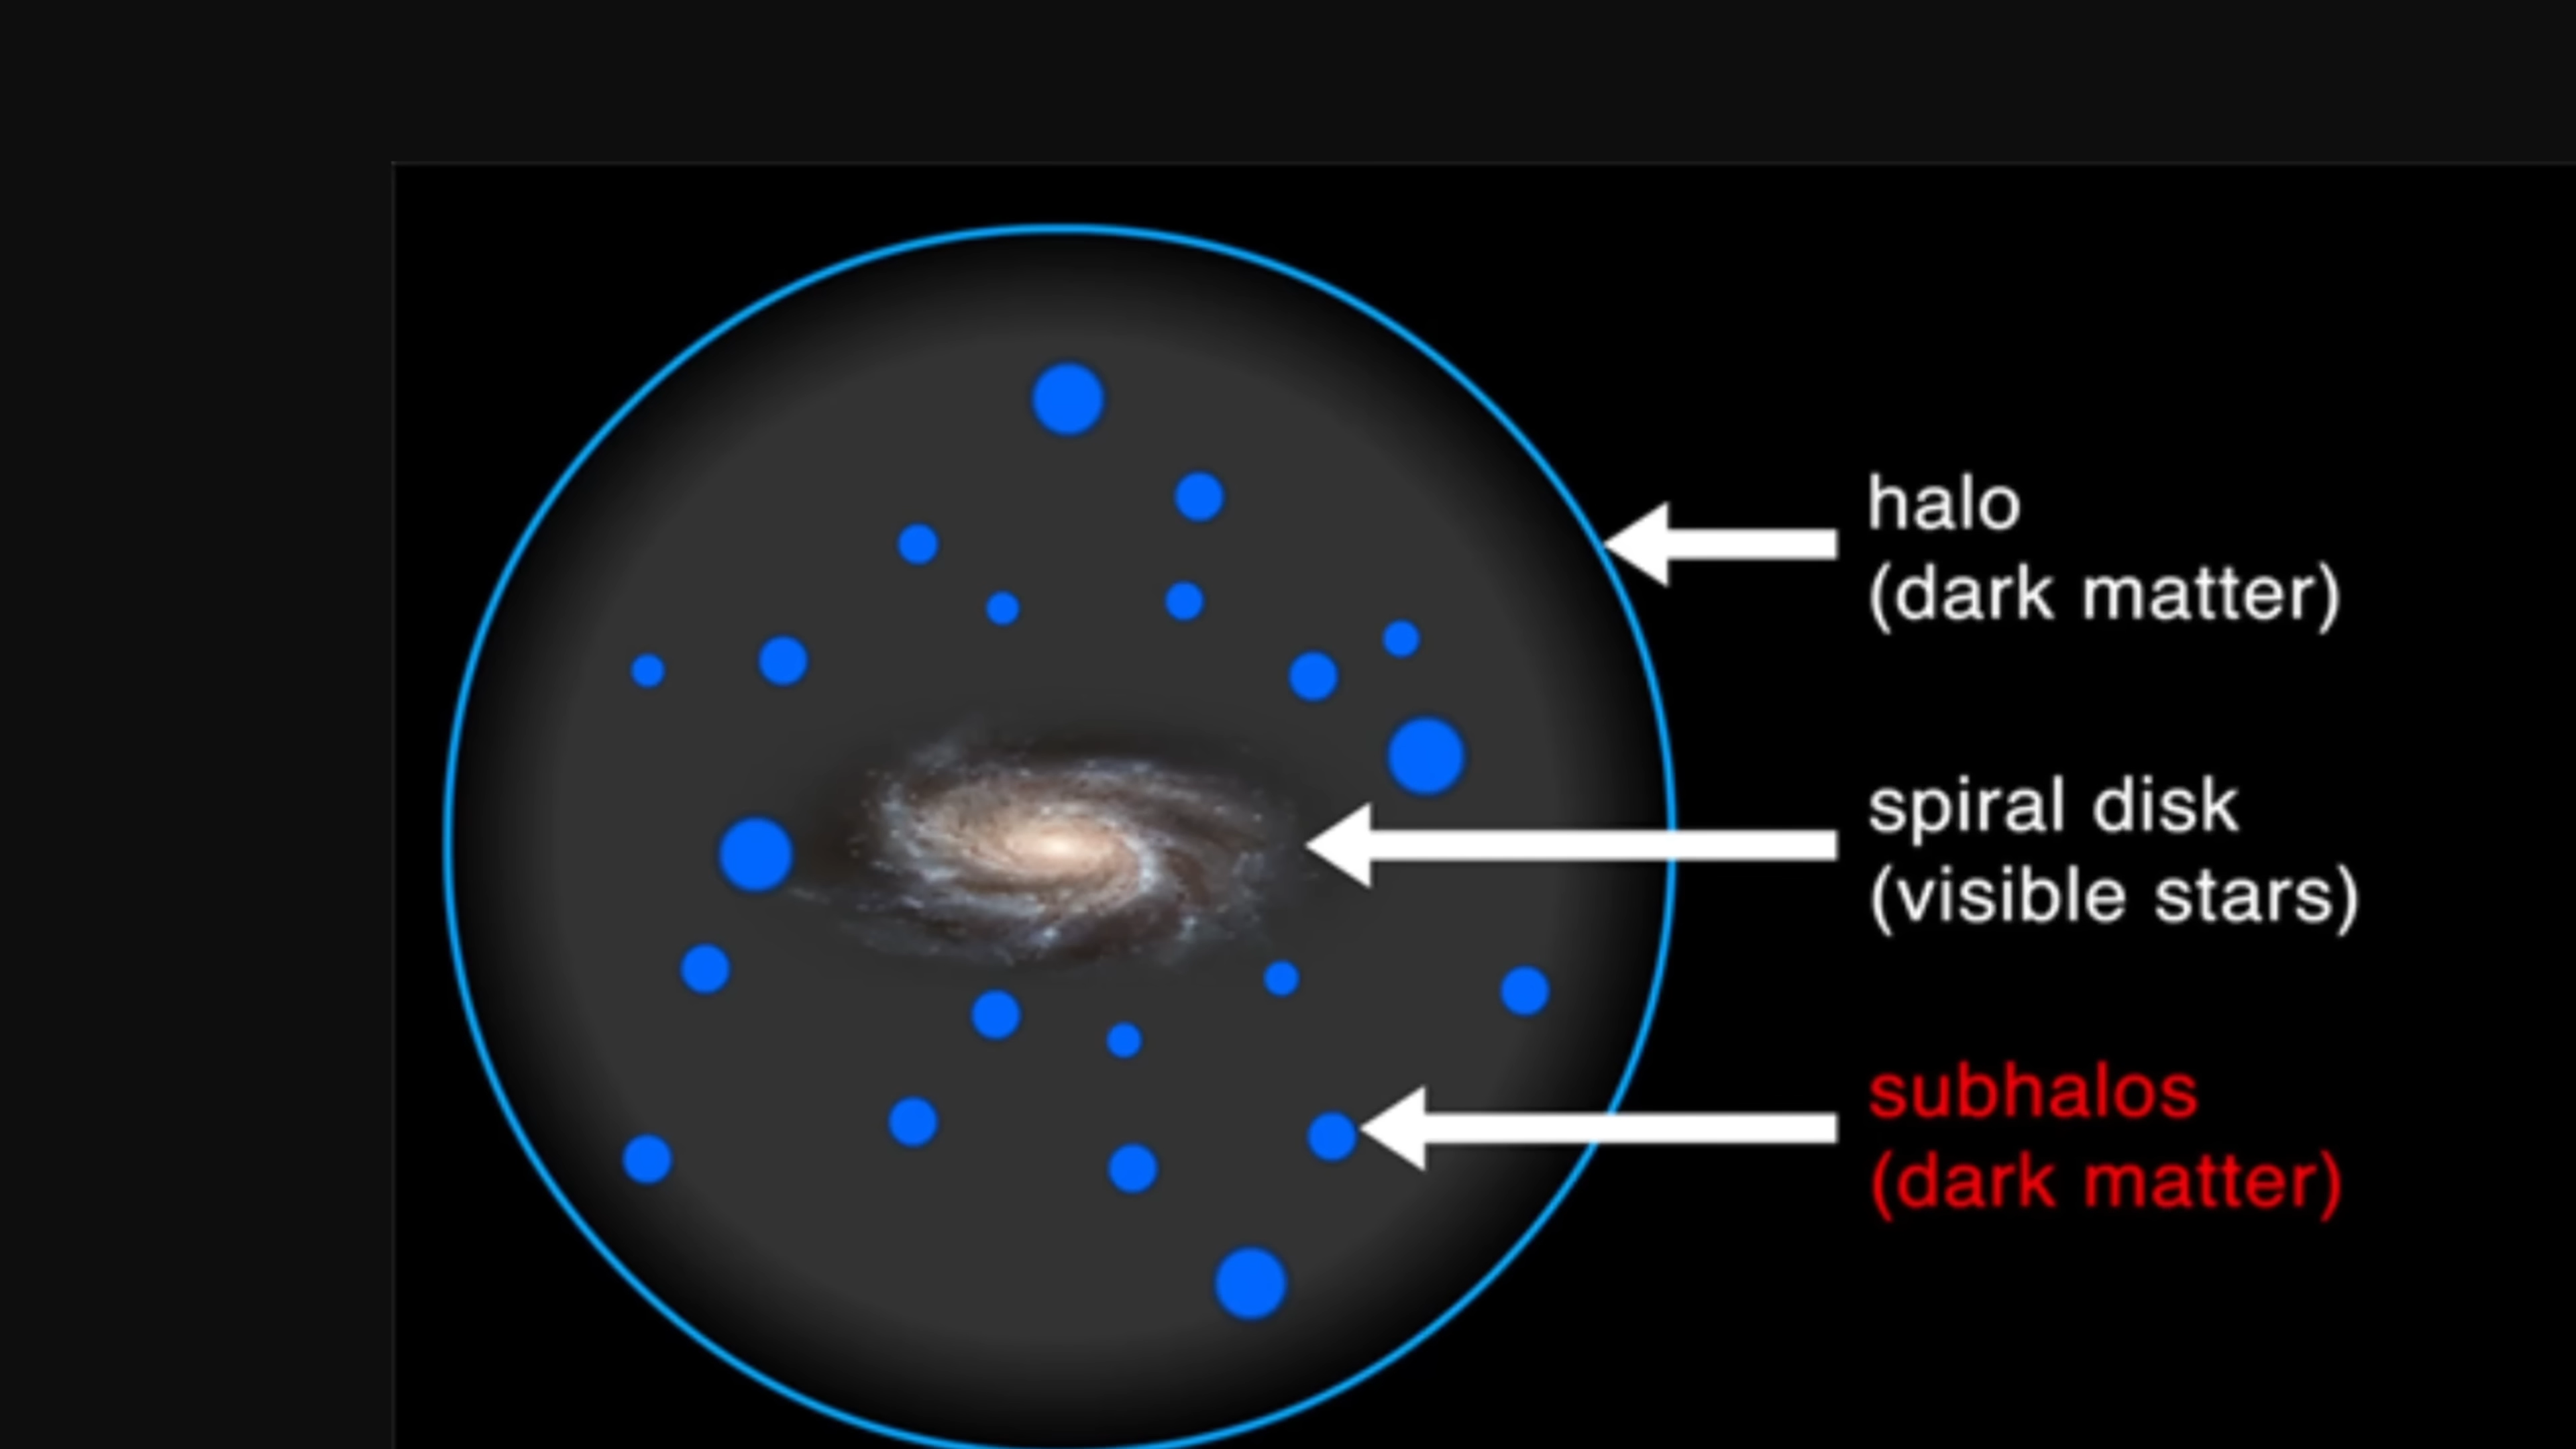 halo
(dark matter)
spiral disk
(visible stars)
subhalos
(dark matter)